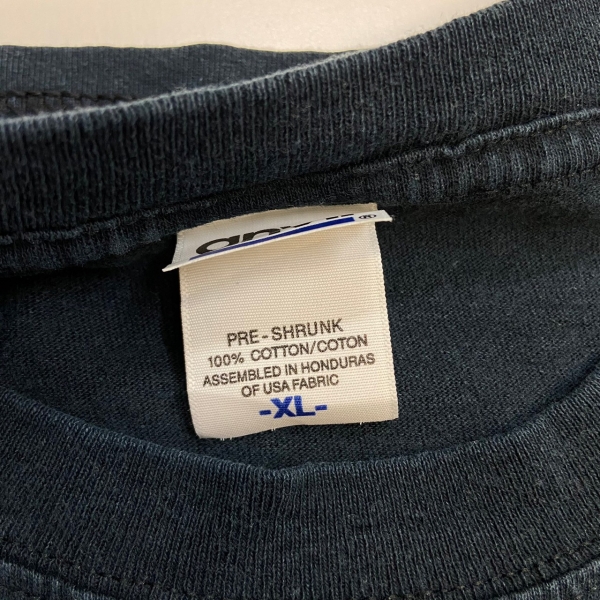 ®
PRE-SHRUNK
100% COTTON/COTON
ASSEMBLED IN HONDURAS
OF USA FABRIC
-XL-